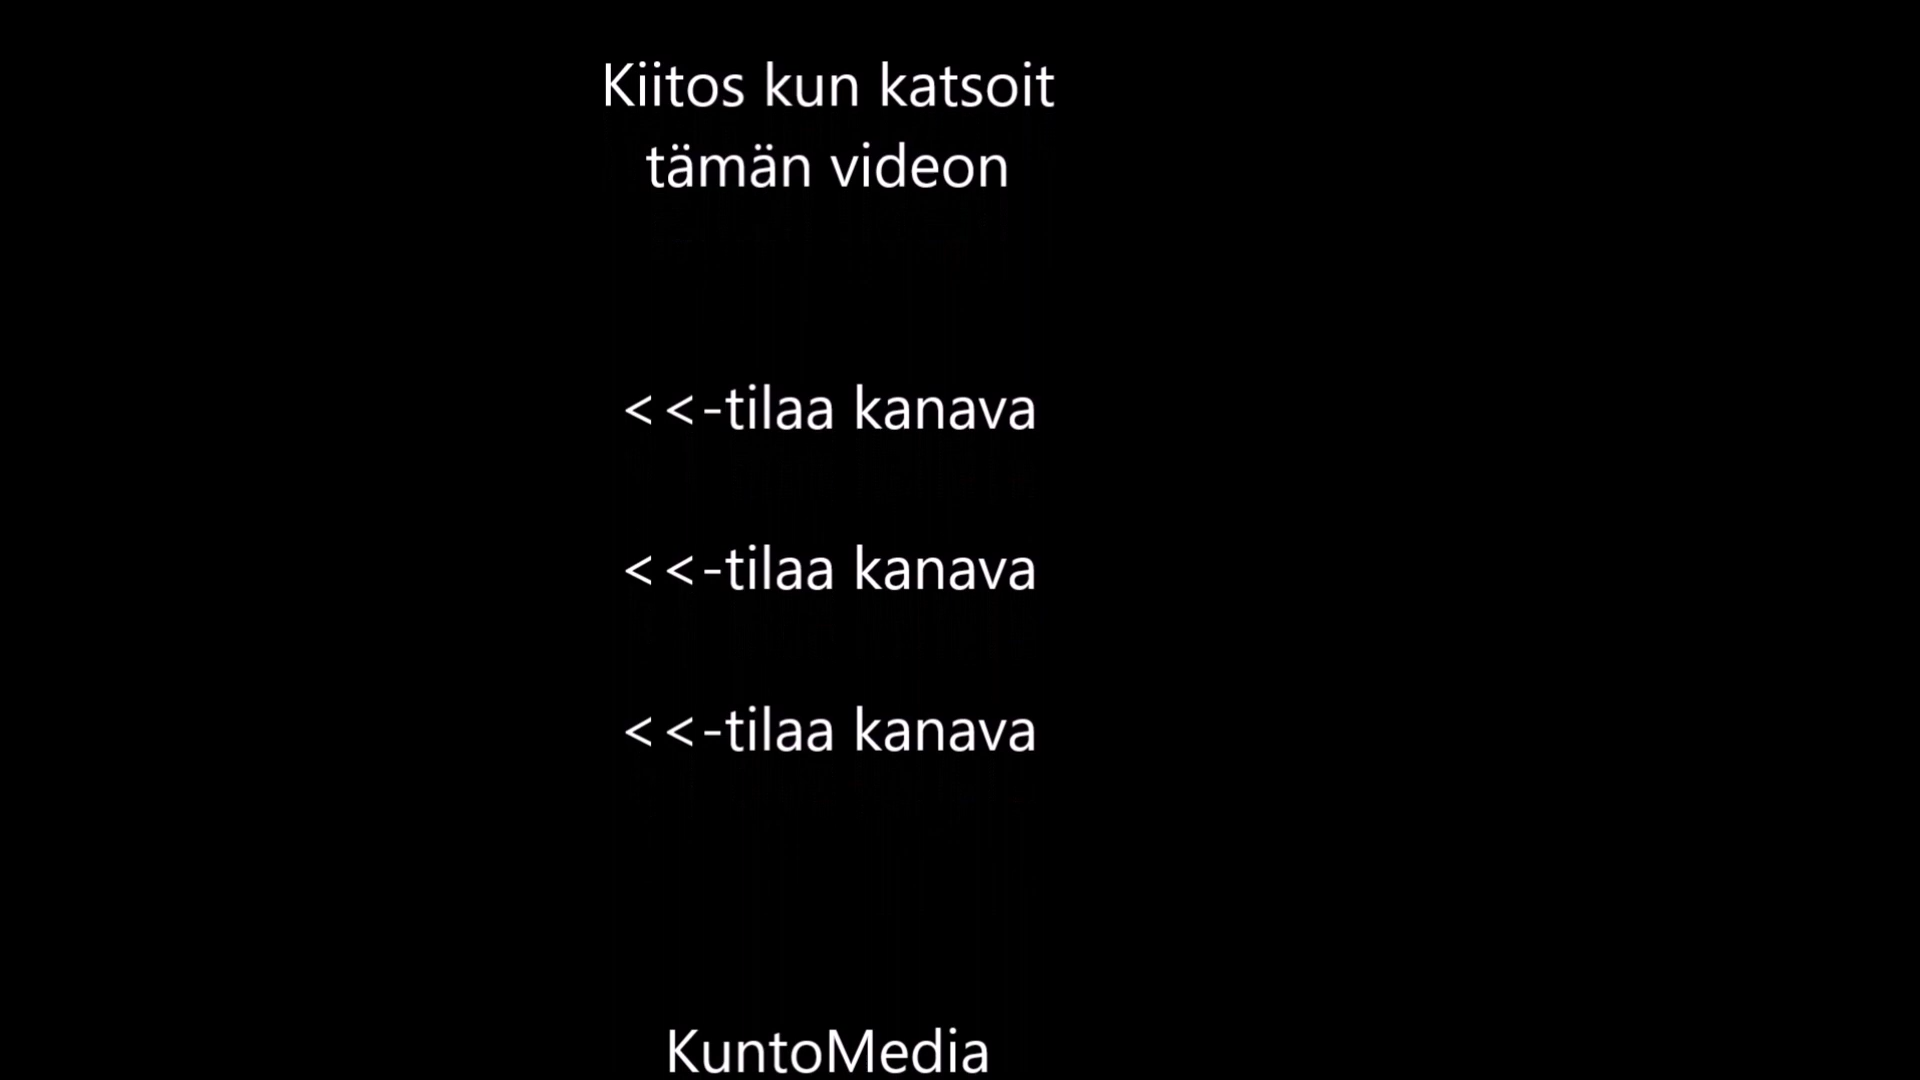 Kiitos kun katsoit
tämän videon
<<-tilaa kanava
<<-tilaa kanava
<<-tilaa kanava
KuntoMedia